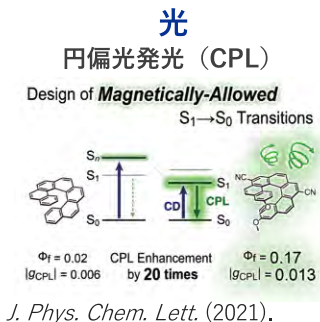 光
円偏光発光（CPL）
Design of Magnetically-Allowed
S₁→S₀ Transitions
Sₙ
S₁
S₀
CD
CPL
S₁
S₀
NC
CN
O
Φf = 0.02
|gCPL| = 0.006
CPL Enhancement
by 20 times
Φf = 0.17
|gCPL| = 0.013
J. Phys. Chem. Lett. (2021).